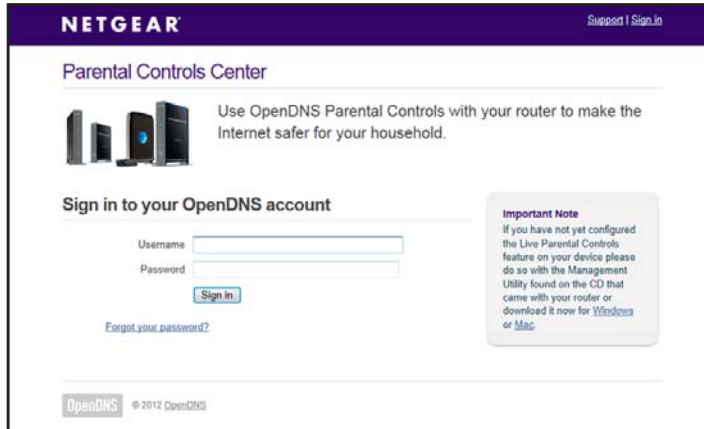 NETGEAR
Support | Sign in
Parental Controls Center
Use OpenDNS Parental Controls with your router to make the
Internet safer for your household.
Sign in to your OpenDNS account
Username
Password
Sign in
Forgot your password?
Important Note
If you have not yet configured
the Live Parental Controls
feature on your device please
do so with the Management
Utility found on the CD that
came with your router or
download it now for Windows
or Mac.
OpenDNS © 2012 OpenDNS